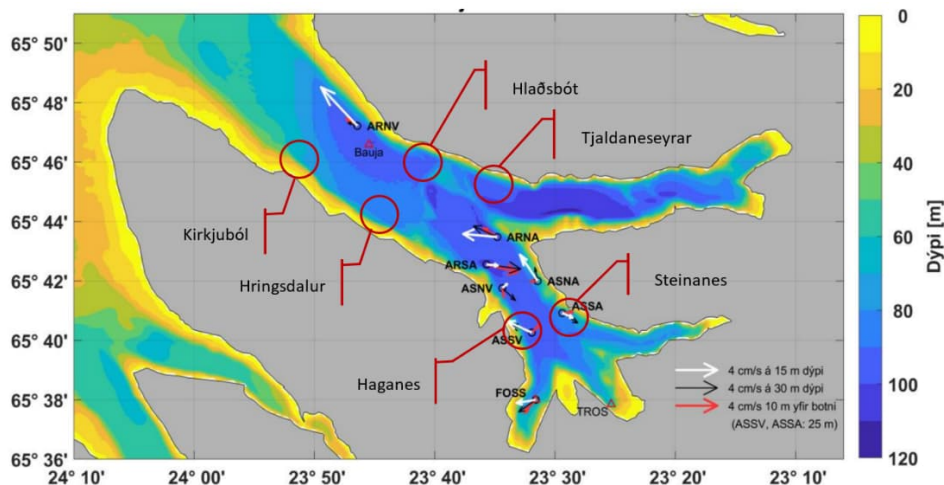 65° 50'
65° 48'
65° 46'
65° 44'
65° 42'
65° 40'
65° 38'
65° 36'
24° 10'
24° 00'
23° 50'
23° 40'
23° 30'
23° 20'
23° 10'
Hlaðsbót
Tjaldaneseyrar
ARNV
Bauja
Kirkjuból
Hringsdalur
ARNA
ARSA
ASNV
ASNA
Steinanes
ASSA
ASSV
Haganes
FOSS
TROS
4 cm/s á 15 m dýpi
4 cm/s á 30 m dýpi
4 cm/s 10 m yfir botni
(ASSV, ASSA: 25 m)
0
20
40
60
80
100
120
Dýpi [m]